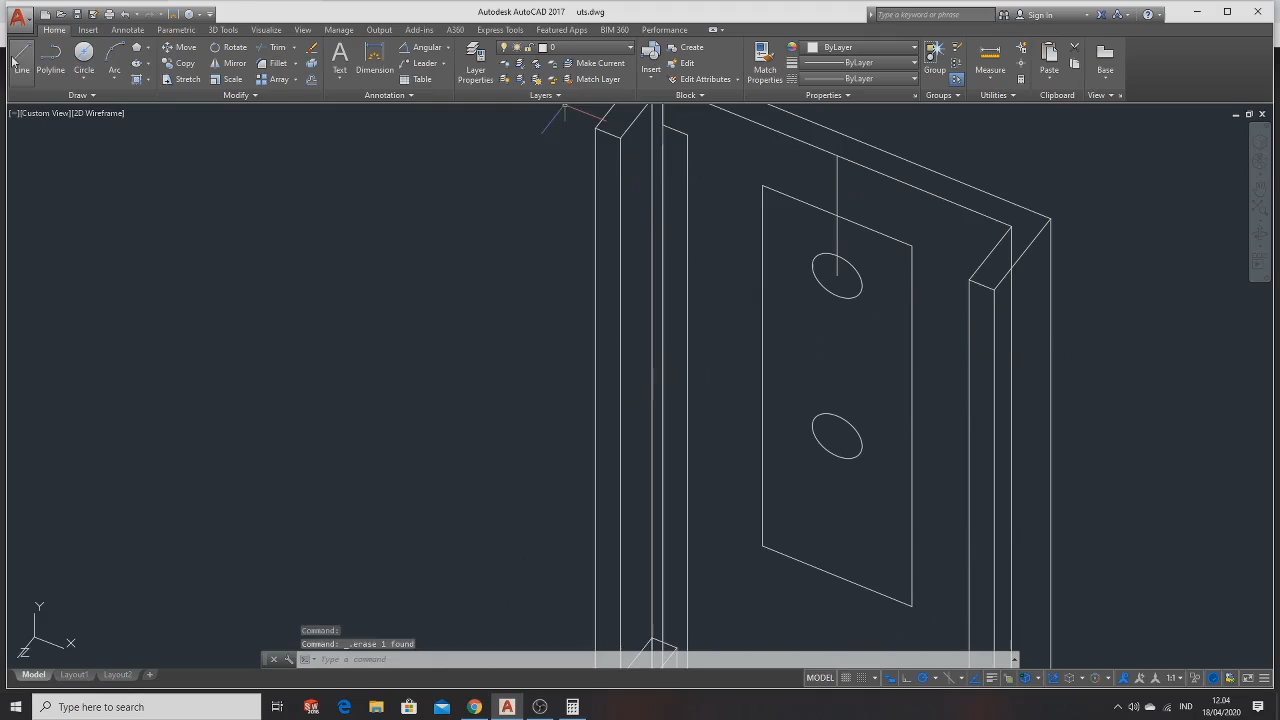 Autodesk AutoCAD 2017 uts.dwg
Type a keyword or phrase
Sign In
Home Insert Annotate Parametric 3D Tools Visualize View Manage Output Add-ins A360 Express Tools Featured Apps BIM 360 Performance
Line Polyline Circle Arc
Move Rotate Trim
Copy Mirror Fillet
Stretch Scale Array
Text Dimension
Angular
Leader
Table
Layer Properties
0
Make Current
Match Layer
Insert
Create
Edit
Edit Attributes
Match Properties
ByLayer
ByLayer
ByLayer
Group
Measure
Paste
Base
Draw Modify Annotation Layers Block Properties Groups Utilities Clipboard View
[−][Custom View][2D Wireframe]
Y
X
Z
Command:
Command: _.erase 1 found
Type a command
Model Layout1 Layout2 +
MODEL
1:1
Type here to search
IND
12.04
18/04/2020